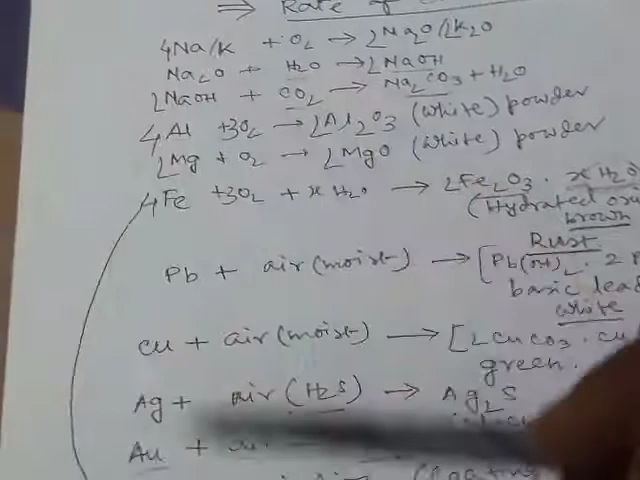 ⇒ Rate of
4Na/K + O₂ → 2Na₂O/2K₂O
Na₂O + H₂O → 2NaOH
2NaOH + CO₂ → Na₂CO₃ + H₂O
4Al + 3O₂ → 2Al₂O₃ (White) powder
2Mg + O₂ → 2MgO (White) powder
4Fe + 3O₂ + x H₂O → 2Fe₂O₃ . x H₂O
(Hydrated
brown
Rust
Pb + air (moist) → [Pb(OH)₂ . 2
basic lead
white
Cu + air (moist) → [2CuCO₃ . Cu
green.
Ag + air (H₂S) → Ag₂S
Au +